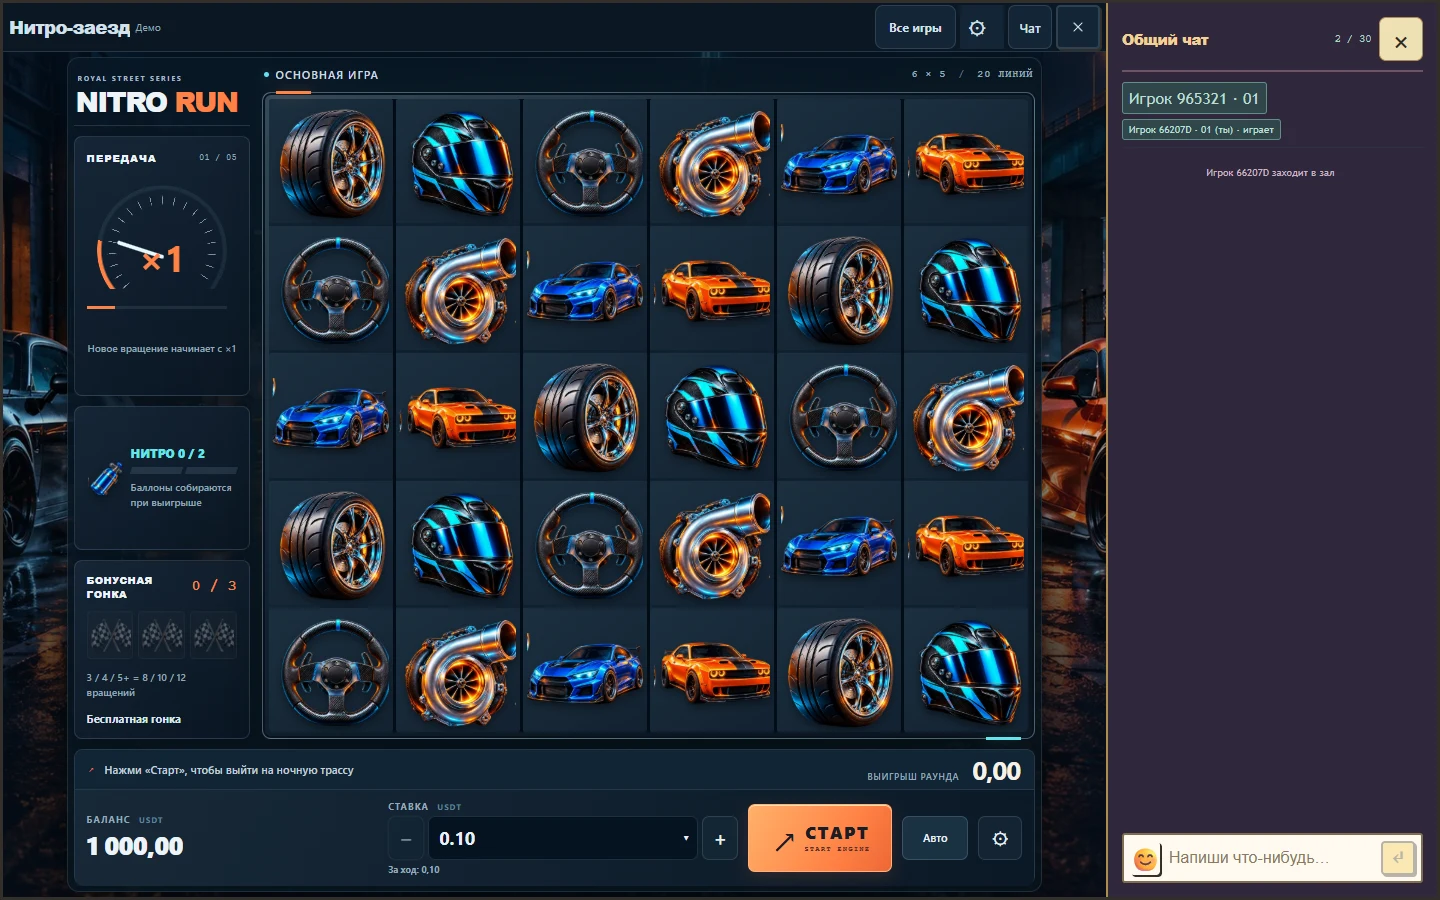 Нитро-заезд Демо
Все игры
Чат
ROYAL STREET SERIES
NITRO RUN
ОСНОВНАЯ ИГРА
6 × 5 / 20 линий
ПЕРЕДАЧА 01 / 05
×1
Новое вращение начинает с ×1
НИТРО 0 / 2
Баллоны собираются
при выигрыше
БОНУСНАЯ
ГОНКА
0 / 3
3 / 4 / 5+ = 8 / 10 / 12
вращений
Бесплатная гонка
Нажми «Старт», чтобы выйти на ночную трассу
ВЫИГРЫШ РАУНДА 0,00
БАЛАНС USDT
1 000,00
СТАВКА USDT
− 0.10 +
За ход: 0,10
СТАРТ
START ENGINE
Авто
Общий чат
2 / 30
Игрок 965321 · 01
Игрок 66207D · 01 (ты) · играет
Игрок 66207D заходит в зал
Напиши что-нибудь…